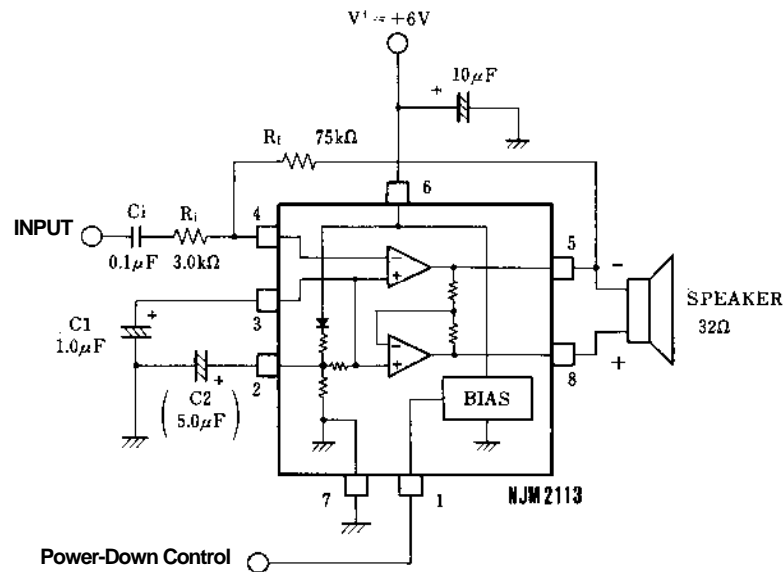 V+ = +6V
10μF
+
Rf 75kΩ
6
INPUT
Ci
Ri
4
0.1μF
3.0kΩ
5
−
−
+
SPEAKER
32Ω
3
+
C1
1.0μF
−
+
2
8
+
C2
+
(5.0μF)
BIAS
7
1
NJM2113
Power-Down Control